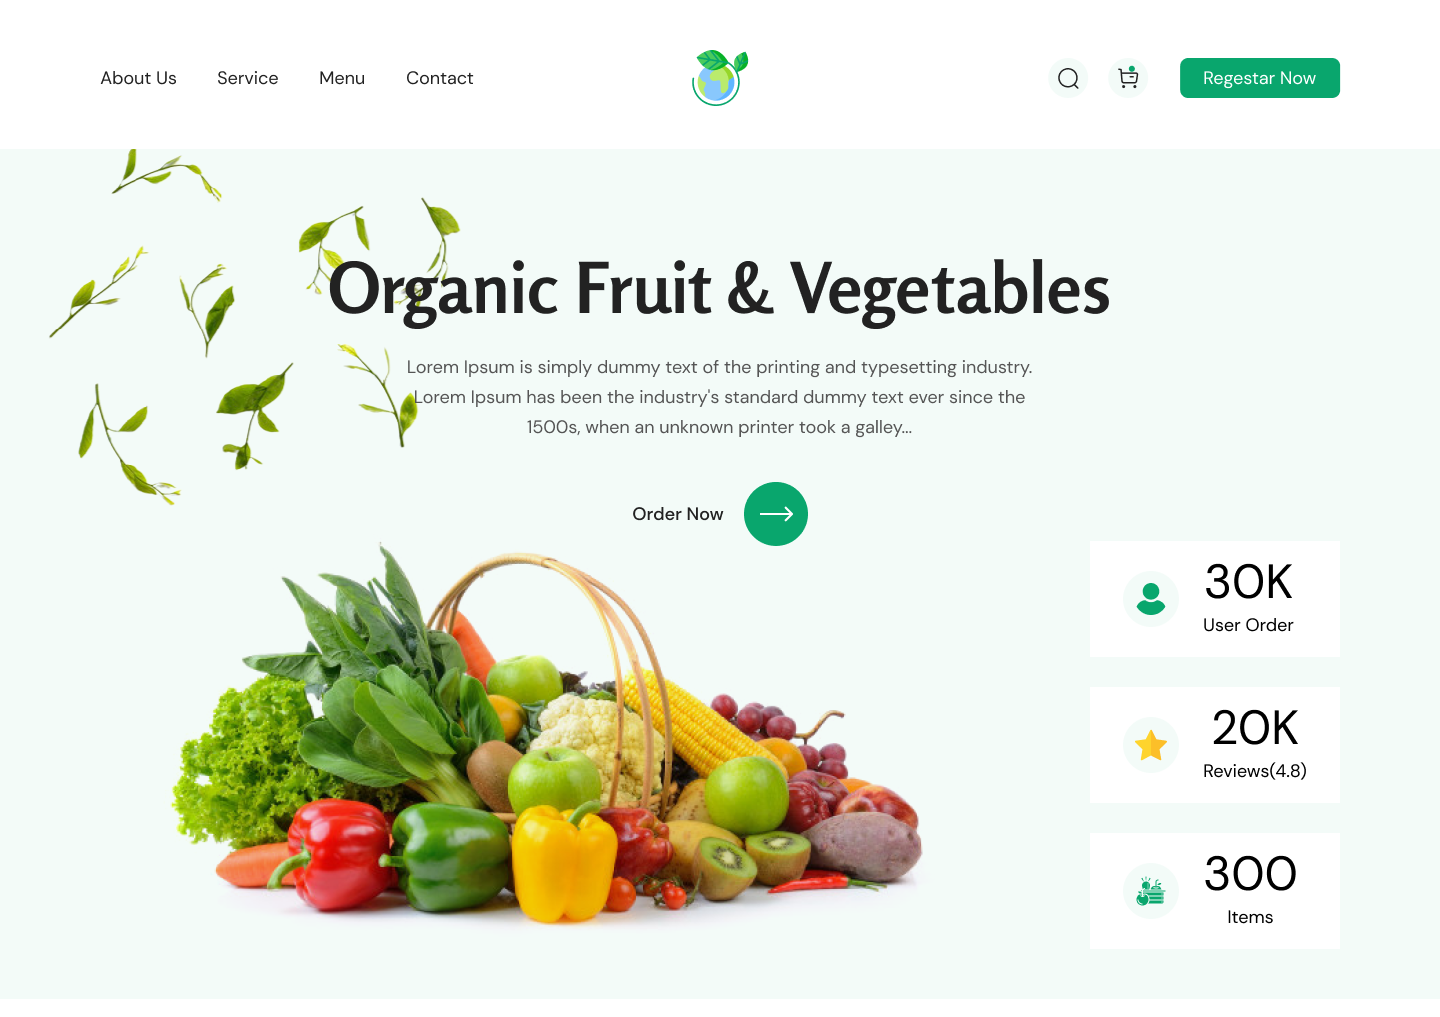 About Us
Service
Menu
Contact
Regestar Now
Organic Fruit & Vegetables
Lorem Ipsum is simply dummy text of the printing and typesetting industry.
Lorem Ipsum has been the industry's standard dummy text ever since the
1500s, when an unknown printer took a galley...
Order Now
30K
User Order
20K
Reviews(4.8)
300
Items